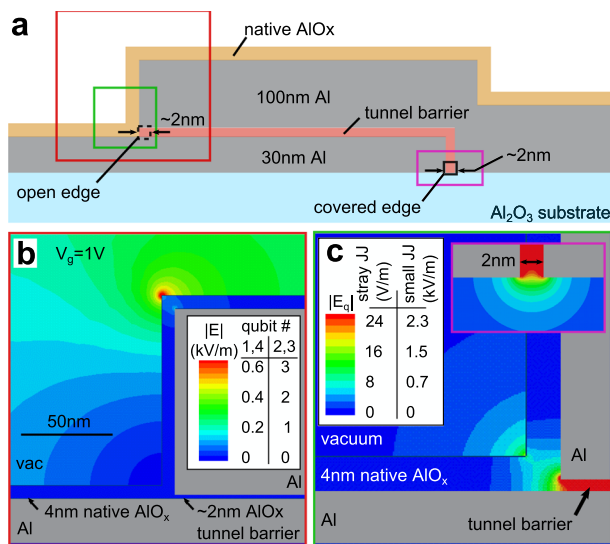 a
native AlOx
~2nm
100nm Al
tunnel barrier
~2nm
30nm Al
open edge
covered edge
Al₂O₃ substrate
b
V_g=1V
|E|
(kV/m)
qubit #
1,4
2,3
0.6
3
0.4
2
0.2
1
0
0
50nm
vac
Al
4nm native AlOₓ
~2nm AlOx
tunnel barrier
Al
c
|E_q|
stray JJ
(V/m)
small JJ
(kV/m)
24
2.3
16
1.5
8
0.7
0
0
2nm
vacuum
Al
4nm native AlOₓ
tunnel barrier
Al